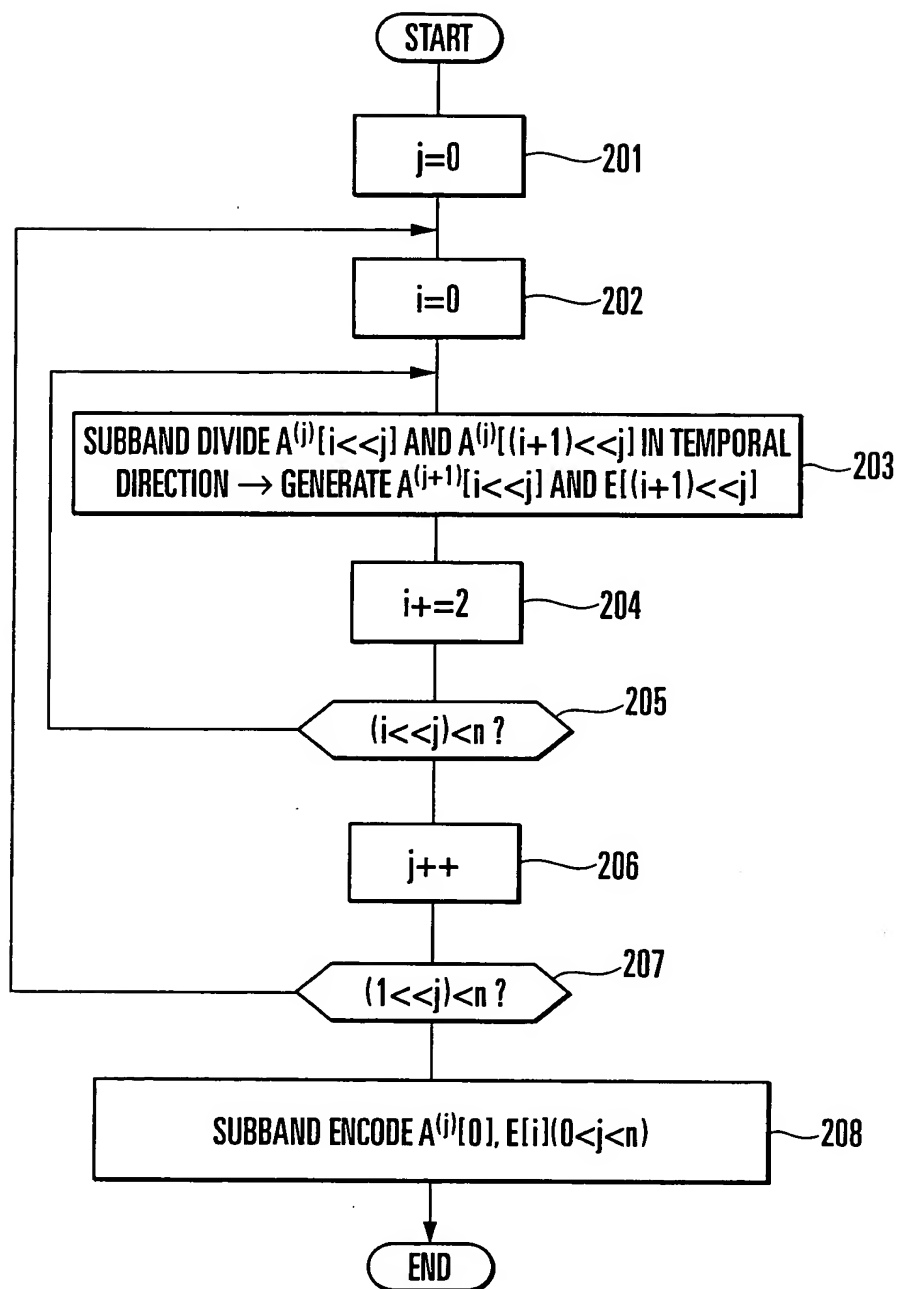 START
j=0
201
i=0
202
SUBBAND DIVIDE A(j)[i<<j] AND A(j)[(i+1)<<j] IN TEMPORAL
DIRECTION → GENERATE A(j+1)[i<<j] AND E[(i+1)<<j]
203
i+=2
204
(i<<j)<n ?
205
j++
206
(1<<j)<n ?
207
SUBBAND ENCODE A(j)[0], E[i](0<j<n)
208
END